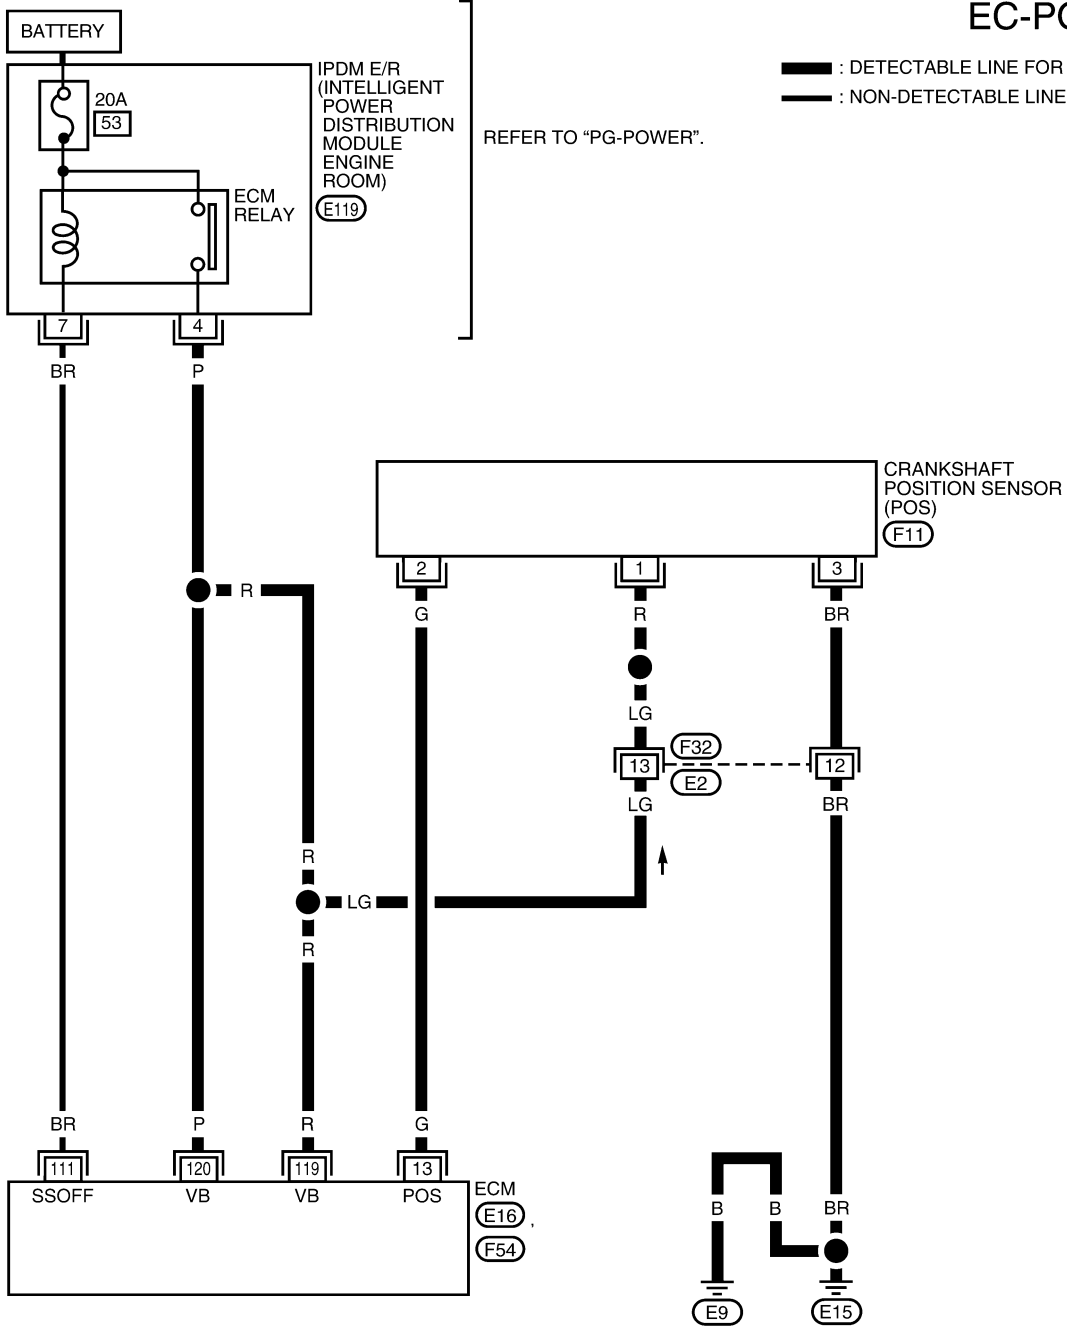 BATTERY
EC-PO
: DETECTABLE LINE FOR
: NON-DETECTABLE LINE
IPDM E/R
(INTELLIGENT
POWER
DISTRIBUTION
MODULE
ENGINE
ROOM)
E119
20A
53
REFER TO “PG-POWER”.
ECM
RELAY
7
4
BR
P
CRANKSHAFT
POSITION SENSOR
(POS)
F11
2
1
3
R
G
R
BR
LG
F32
13
12
E2
LG
BR
R
LG
R
BR
P
R
G
111
120
119
13
SSOFF
VB
VB
POS
ECM
E16 ,
F54
B
B
BR
E9
E15